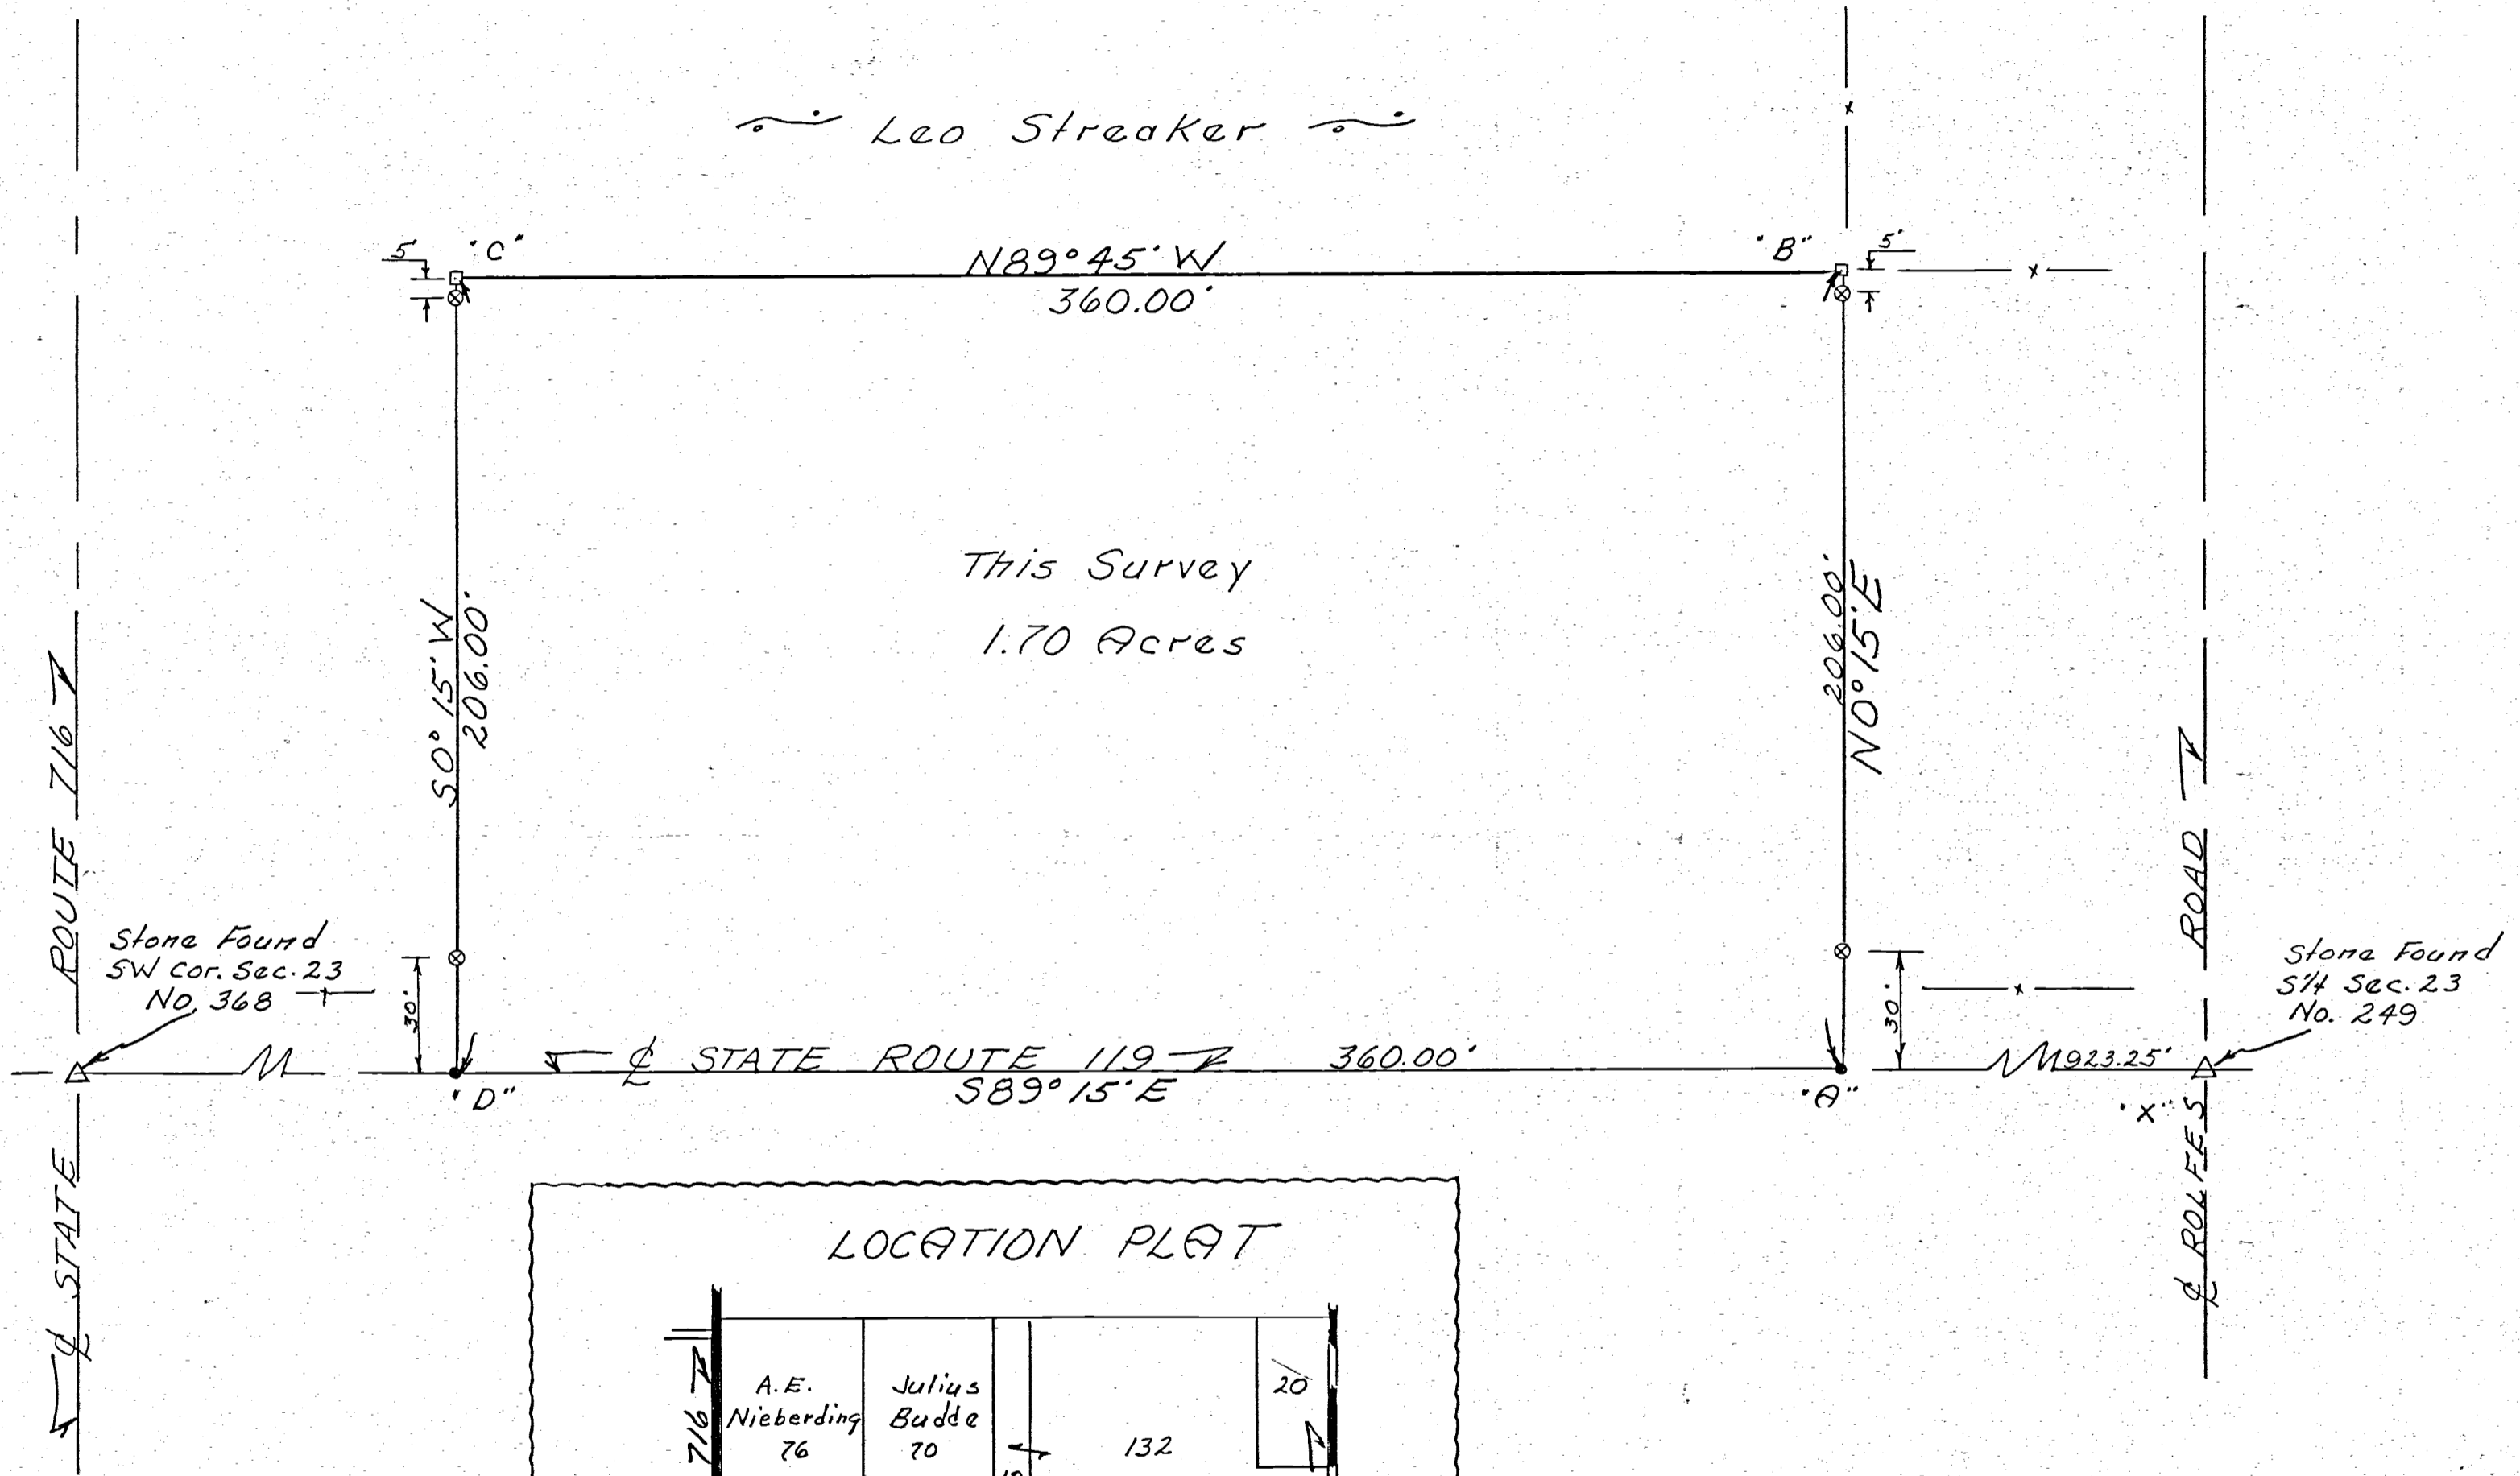 Leo Streaker
5' "C"
N89°45'W
360.00'
"B" 5'
This Survey
1.70 Acres
S0°15'W
206.00'
206.00'
N0°15'E
℄ STATE ROUTE 716
Stone Found
SW Cor. Sec. 23
No. 368
30'
℄ STATE ROUTE 119 360.00'
S89°15'E
"D"
"A"
30'
923.25'
"X"
℄ ROLFES ROAD
Stone Found
S1/4 Sec. 23
No. 249
LOCATION PLAT
716
A.E.
Nieberding
76
Julius
Budde
70
132
20